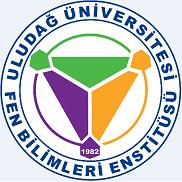 ULUDAĞ ÜNİVERSİTESİ
FEN BİLİMLERİ ENSTİTÜSÜ
1982